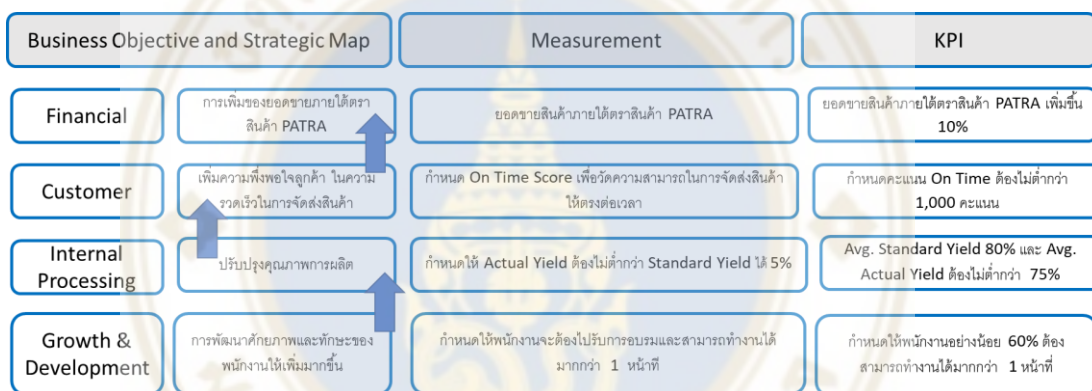 Business Objective and Strategic Map
Measurement
KPI
Financial
การเพิ่มของยอดขายภายใต้ตรา
สินค้า PATRA
ยอดขายสินค้าภายใต้ตราสินค้า PATRA
ยอดขายสินค้าภายใต้ตราสินค้า PATRA เพิ่มขึ้น
10%
Customer
เพิ่มความพึ่งพอใจลูกค้า ในความ
รวดเร็วในการจัดส่งสินค้า
กำหนด On Time Score เพื่อวัดความสามารถในการจัดส่งสินค้า
ให้ตรงต่อเวลา
กำหนดคะแนน On Time ต้องไม่ต่ำกว่า
1,000 คะแนน
Internal
Processing
ปรับปรุงคุณภาพการผลิต
กำหนดให้ Actual Yield ต้องไม่ต่ำกว่า Standard Yield ได้ 5%
Avg. Standard Yield 80% และ Avg.
Actual Yield ต้องไม่ต่ำกว่า 75%
Growth &
Development
การพัฒนาศักยภาพและทักษะของ
พนักงานให้เพิ่มมากขึ้น
กำหนดให้พนักงานจะต้องไปรับการอบรมและสามารถทำงานได้
มากกว่า 1 หน้าที่
กำหนดให้พนักงานอย่างน้อย 60% ต้อง
สามารถทำงานได้มากกว่า 1 หน้าที่